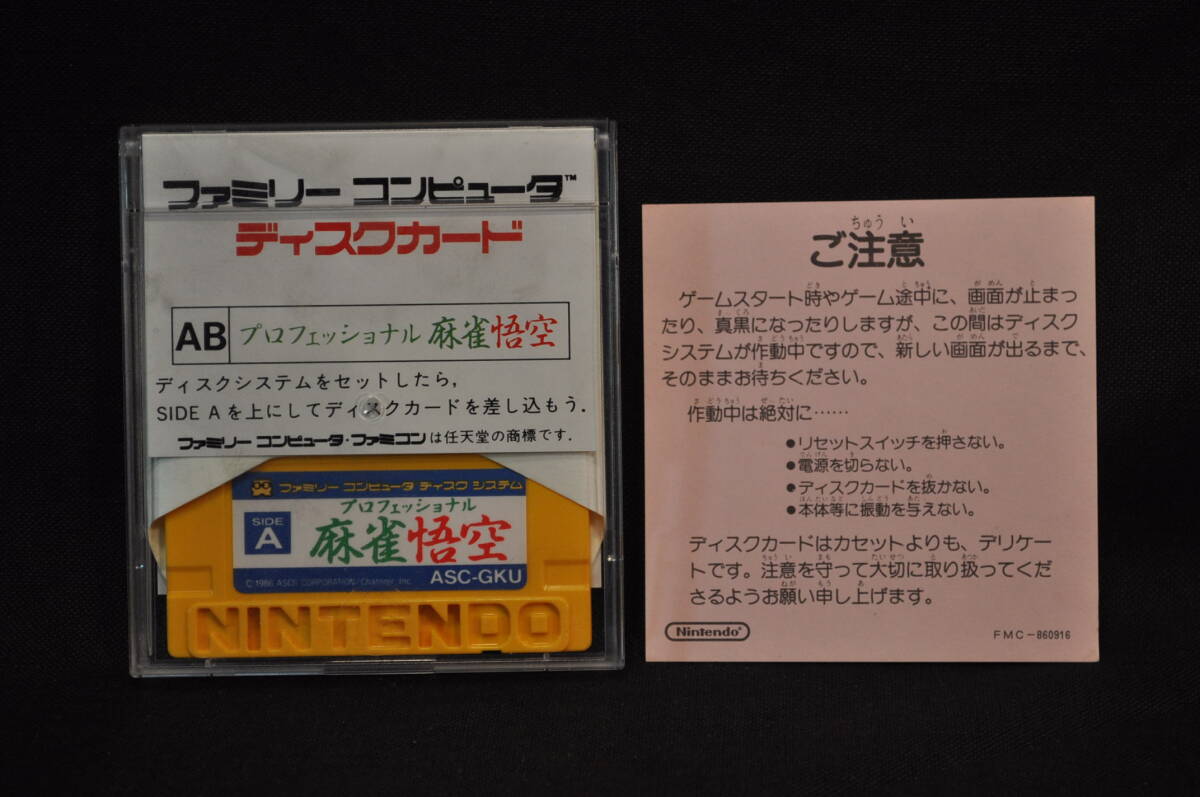 ファミリー コンピュータ™
ディスクカード
AB プロフェッショナル 麻雀悟空
ディスクシステムをセットしたら,
SIDE A を上にしてディスクカードを差し込もう.
ファミリー コンピュータ・ファミコンは任天堂の商標です.
ファミリー コンピュータ ディスク システム
プロフェッショナル
SIDE
A
麻雀悟空
©1986 ASCII CORPORATION/Chatnoir, Inc.
ASC-GKU
NINTENDO
ちゅう い
ご注意
ゲームスタート時やゲーム途中に、画面が止まっ
たり、真黒になったりしますが、この間はディスク
システムが作動中ですので、新しい画面が出るまで、
そのままお待ちください。
作動中は絶対に……
●リセットスイッチを押さない。
●電源を切らない。
●ディスクカードを抜かない。
●本体等に振動を与えない。
ディスクカードはカセットよりも、デリケー
トです。注意を守って大切に取り扱ってくだ
さるようお願い申し上げます。
Nintendo®
FMC-860916